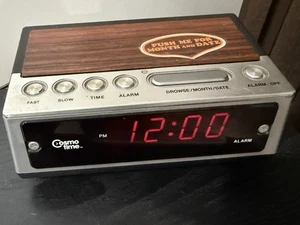 PUSH ME FOR
MONTH AND DATE
FAST
SLOW
TIME
ALARM
DROWSE/MONTH/DATE
ALARM-OFF
Cosmo
time
PM
12:00
ALARM